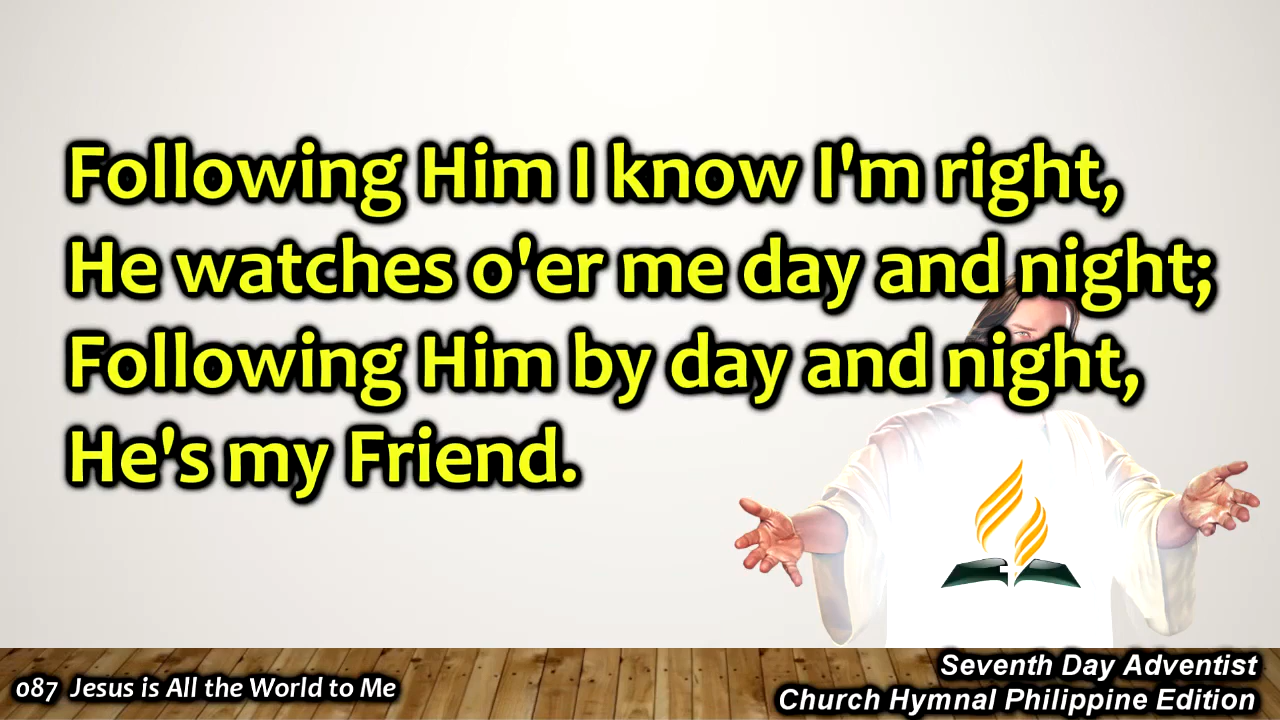 Following Him I know I'm right,
He watches o'er me day and night;
Following Him by day and night,
He's my Friend.
087 Jesus is All the World to Me
Seventh Day Adventist
Church Hymnal Philippine Edition